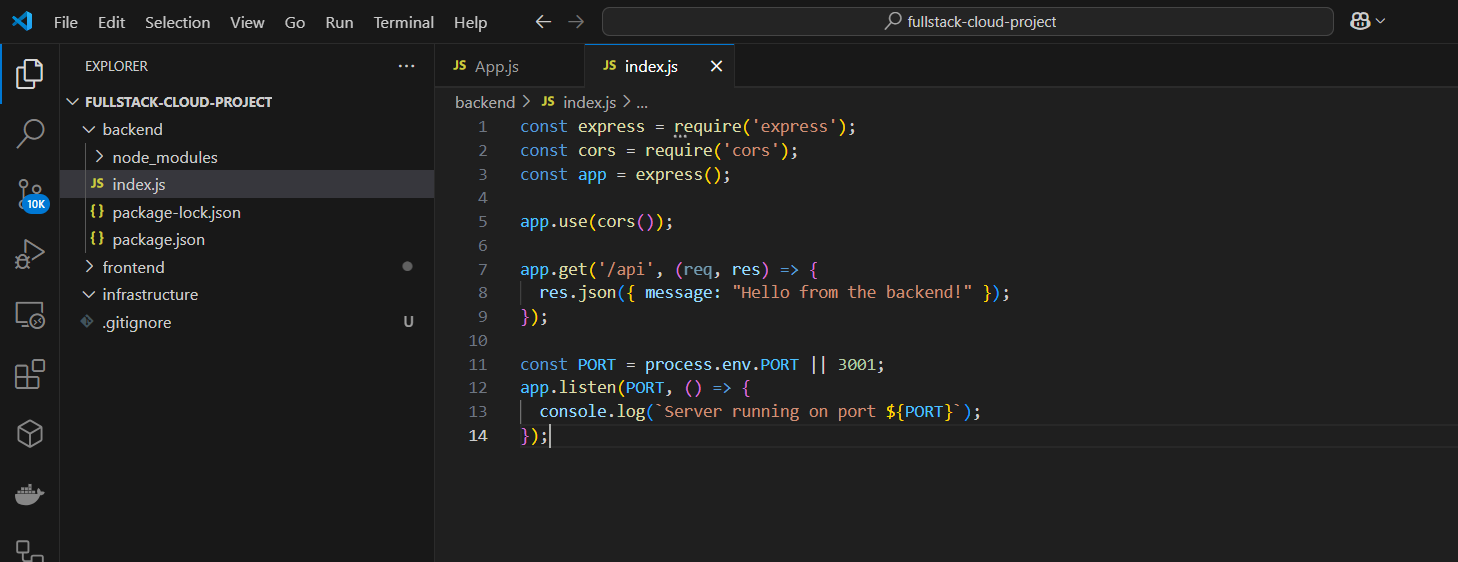 File Edit Selection View Go Run Terminal Help
fullstack-cloud-project
EXPLORER
FULLSTACK-CLOUD-PROJECT
backend
node_modules
JS index.js
{} package-lock.json
{} package.json
frontend
infrastructure
.gitignore U
10K
JS App.js
JS index.js
backend > JS index.js > ...
1 const express = require('express');
2 const cors = require('cors');
3 const app = express();
4
5 app.use(cors());
6
7 app.get('/api', (req, res) => {
8 res.json({ message: "Hello from the backend!" });
9 });
10
11 const PORT = process.env.PORT || 3001;
12 app.listen(PORT, () => {
13 console.log(`Server running on port ${PORT}`);
14 });